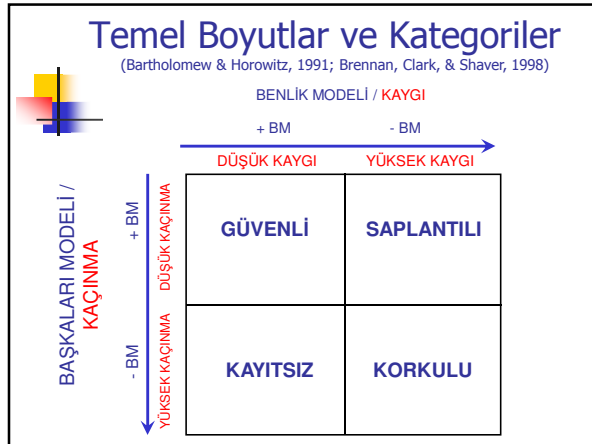 Temel Boyutlar ve Kategoriler
(Bartholomew & Horowitz, 1991; Brennan, Clark, & Shaver, 1998)
BENLİK MODELİ / KAYGI
+ BM - BM
DÜŞÜK KAYGI YÜKSEK KAYGI
BAŞKALARI MODELİ /
KAÇINMA
+ BM
DÜŞÜK KAÇINMA
GÜVENLİ SAPLANTILI
- BM
YÜKSEK KAÇINMA
KAYITSIZ KORKULU